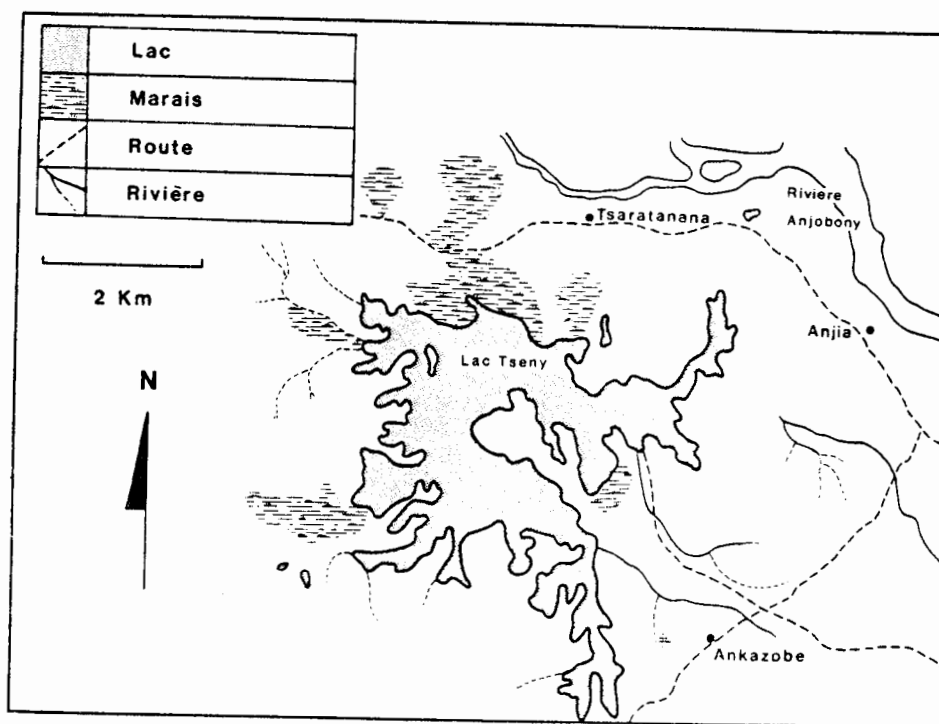 Lac
Marais
Route
Rivière
2 Km
N
Rivière
Anjobony
Tsaratanana
Anjia
Lac Tseny
Ankazobe